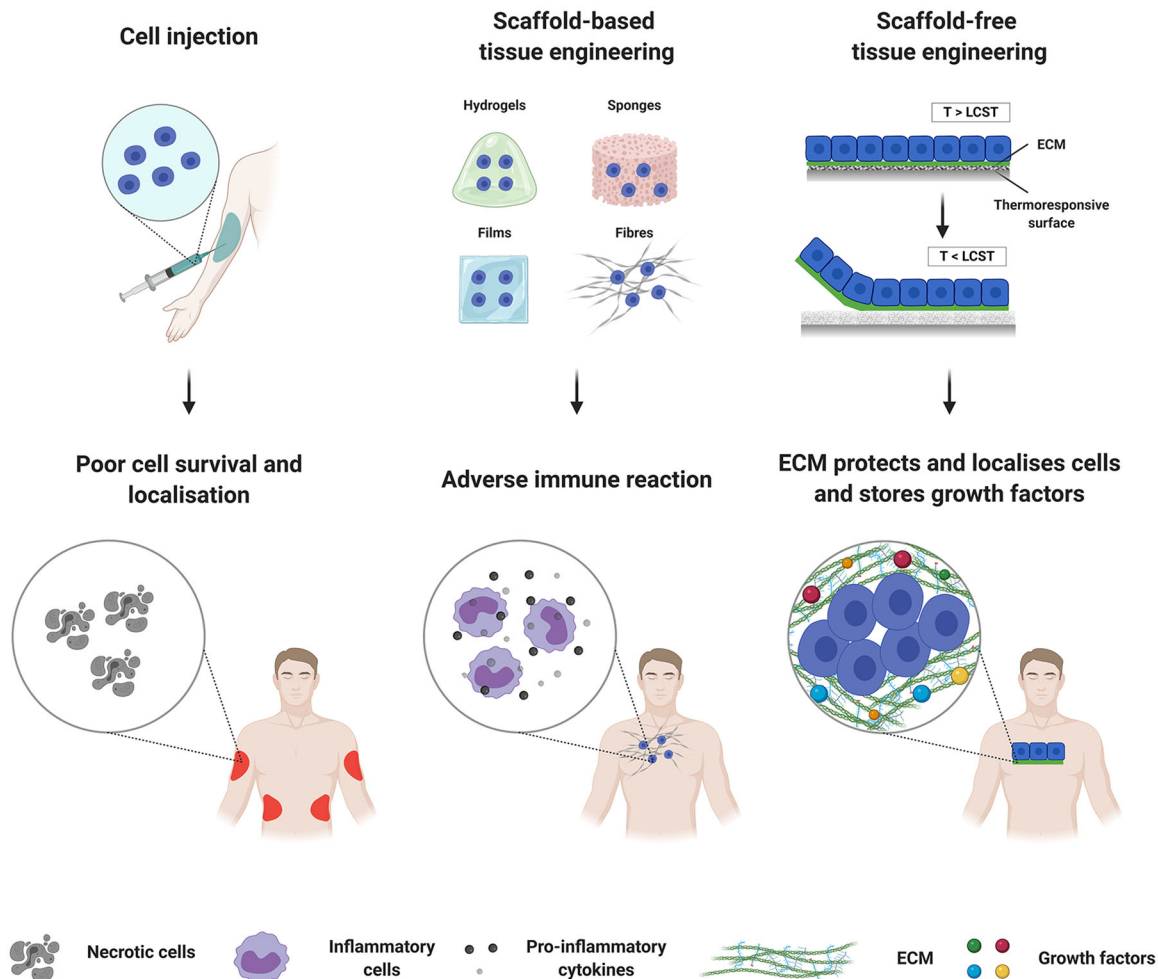 Cell injection
Scaffold-based
tissue engineering
Scaffold-free
tissue engineering
Hydrogels
Sponges
Films
Fibres
T > LCST
ECM
Thermoresponsive
surface
T < LCST
Poor cell survival and
localisation
Adverse immune reaction
ECM protects and localises cells
and stores growth factors
Necrotic cells
Inflammatory
cells
Pro-inflammatory
cytokines
ECM
Growth factors